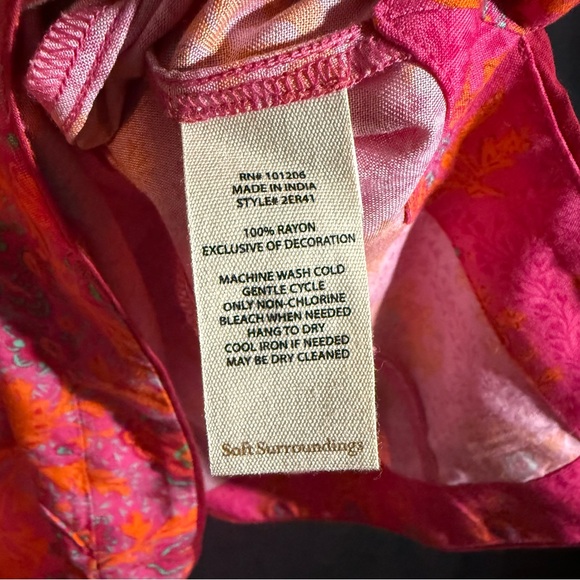 RN# 101206
MADE IN INDIA
STYLE# 2ER41
100% RAYON
EXCLUSIVE OF DECORATION
MACHINE WASH COLD
GENTLE CYCLE
ONLY NON-CHLORINE
BLEACH WHEN NEEDED
HANG TO DRY
COOL IRON IF NEEDED
MAY BE DRY CLEANED
Soft Surroundings